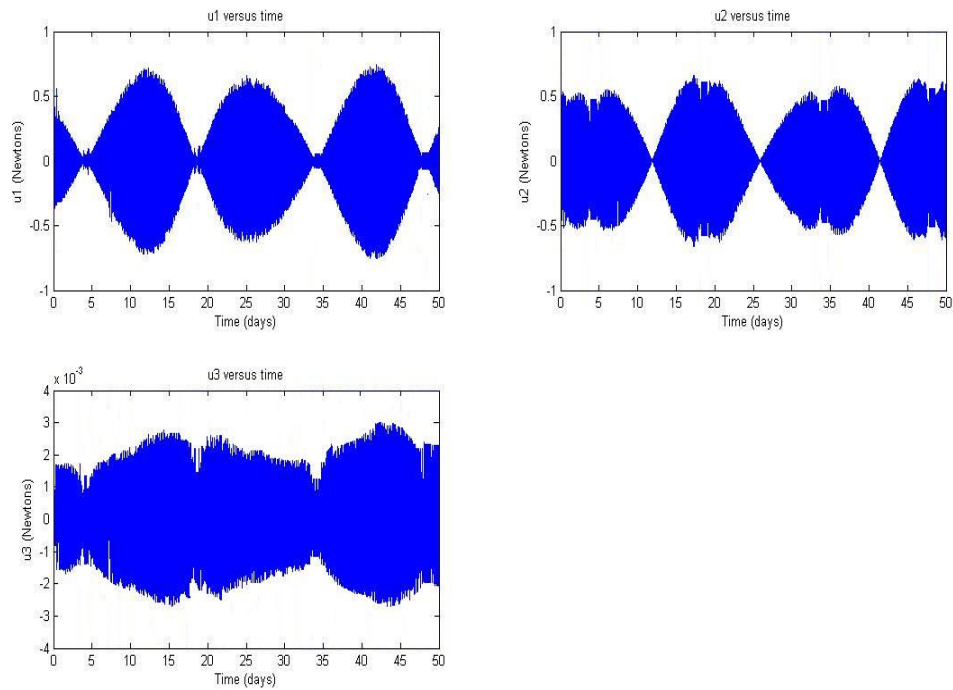 u1 versus time
1
0.5
0
-0.5
-1
u1 (Newtons)
0 5 10 15 20 25 30 35 40 45 50
Time (days)
u2 versus time
1
0.5
0
-0.5
-1
u2 (Newtons)
0 5 10 15 20 25 30 35 40 45 50
Time (days)
u3 versus time
x 10^-3
4
3
2
1
0
-1
-2
-3
-4
u3 (Newtons)
0 5 10 15 20 25 30 35 40 45 50
Time (days)